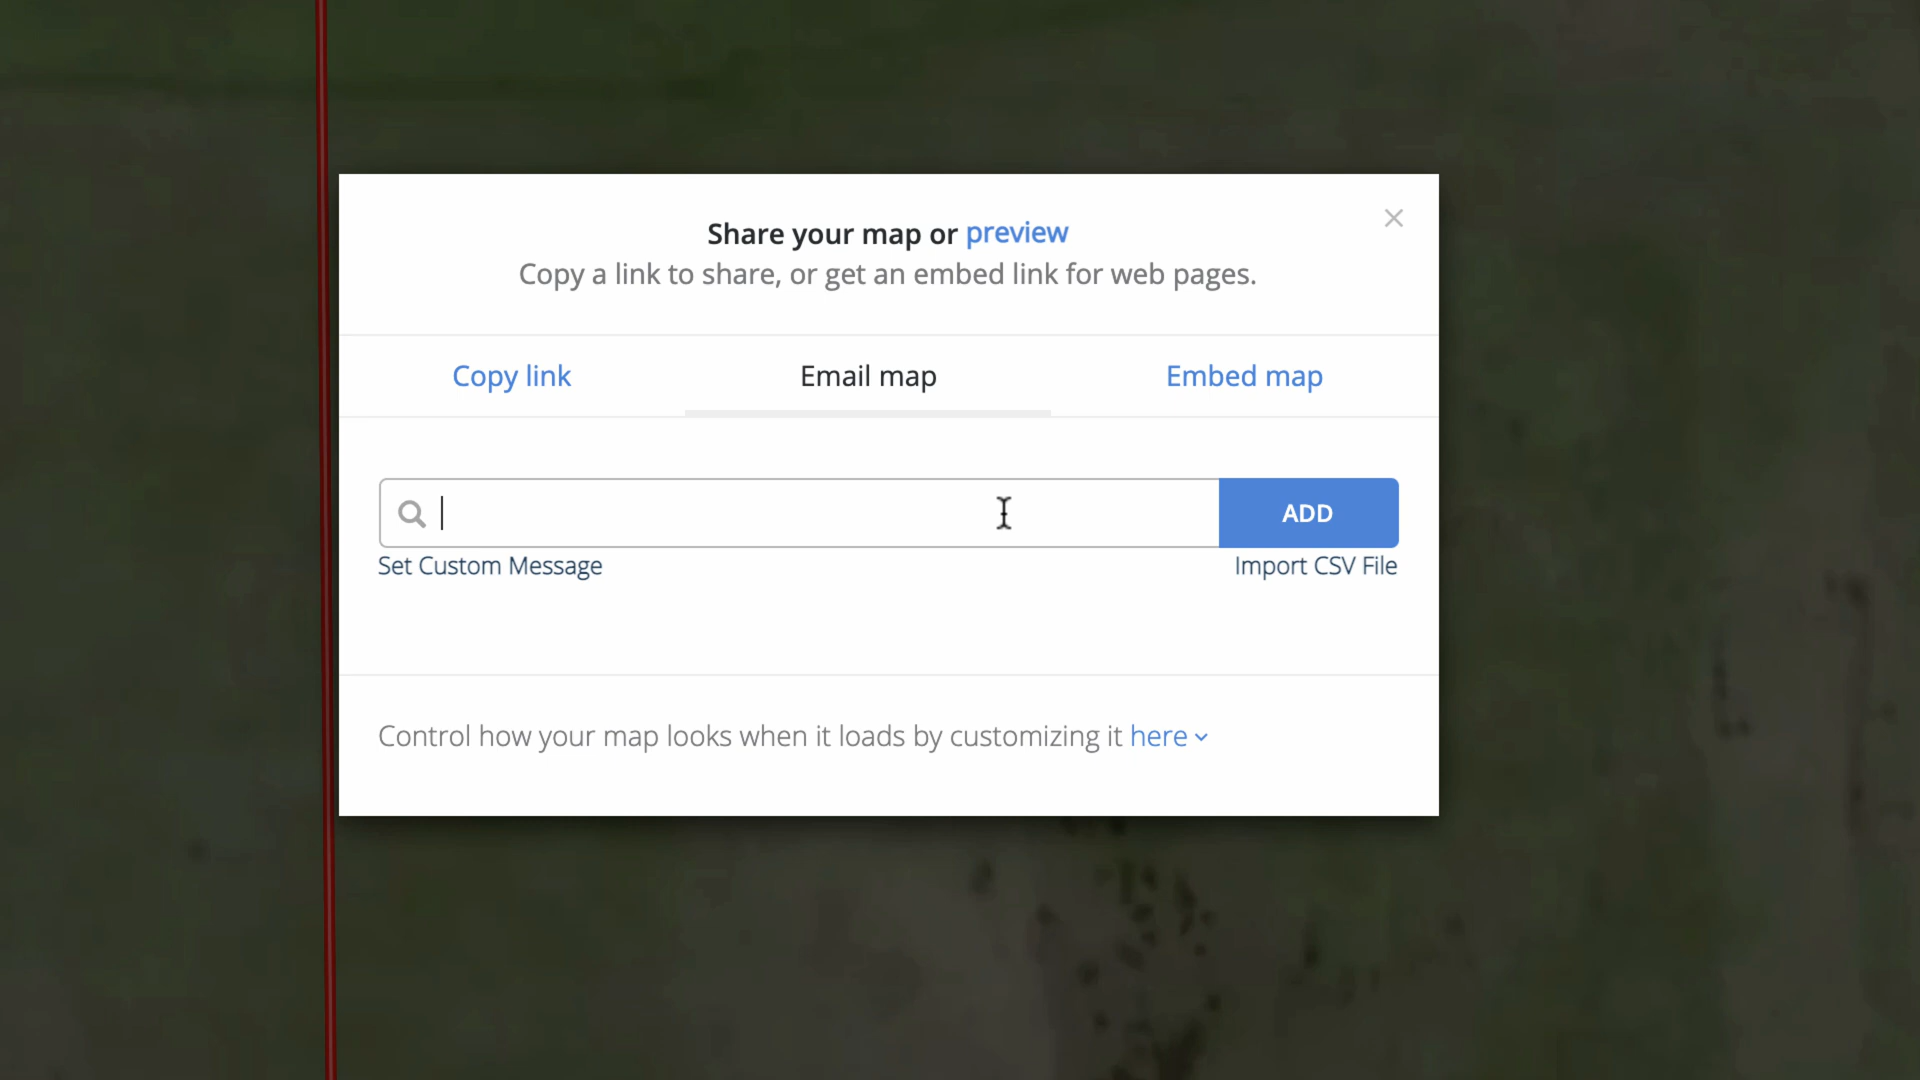 Share your map or preview
Copy a link to share, or get an embed link for web pages.
Copy link
Email map
Embed map
ADD
Set Custom Message
Import CSV File
Control how your map looks when it loads by customizing it here